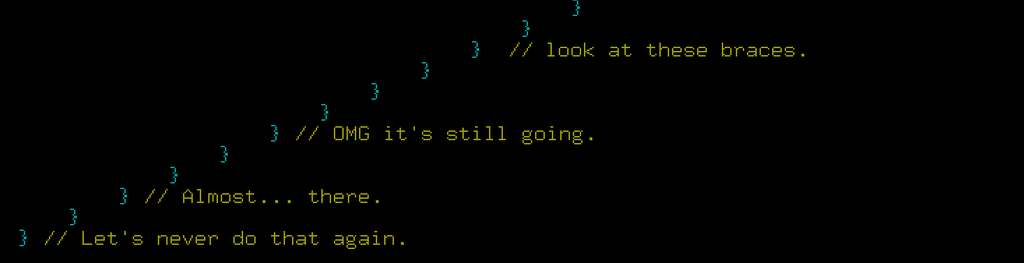 }
}
} // look at these braces.
}
}
}
} // OMG it's still going.
}
}
} // Almost... there.
}
} // Let's never do that again.